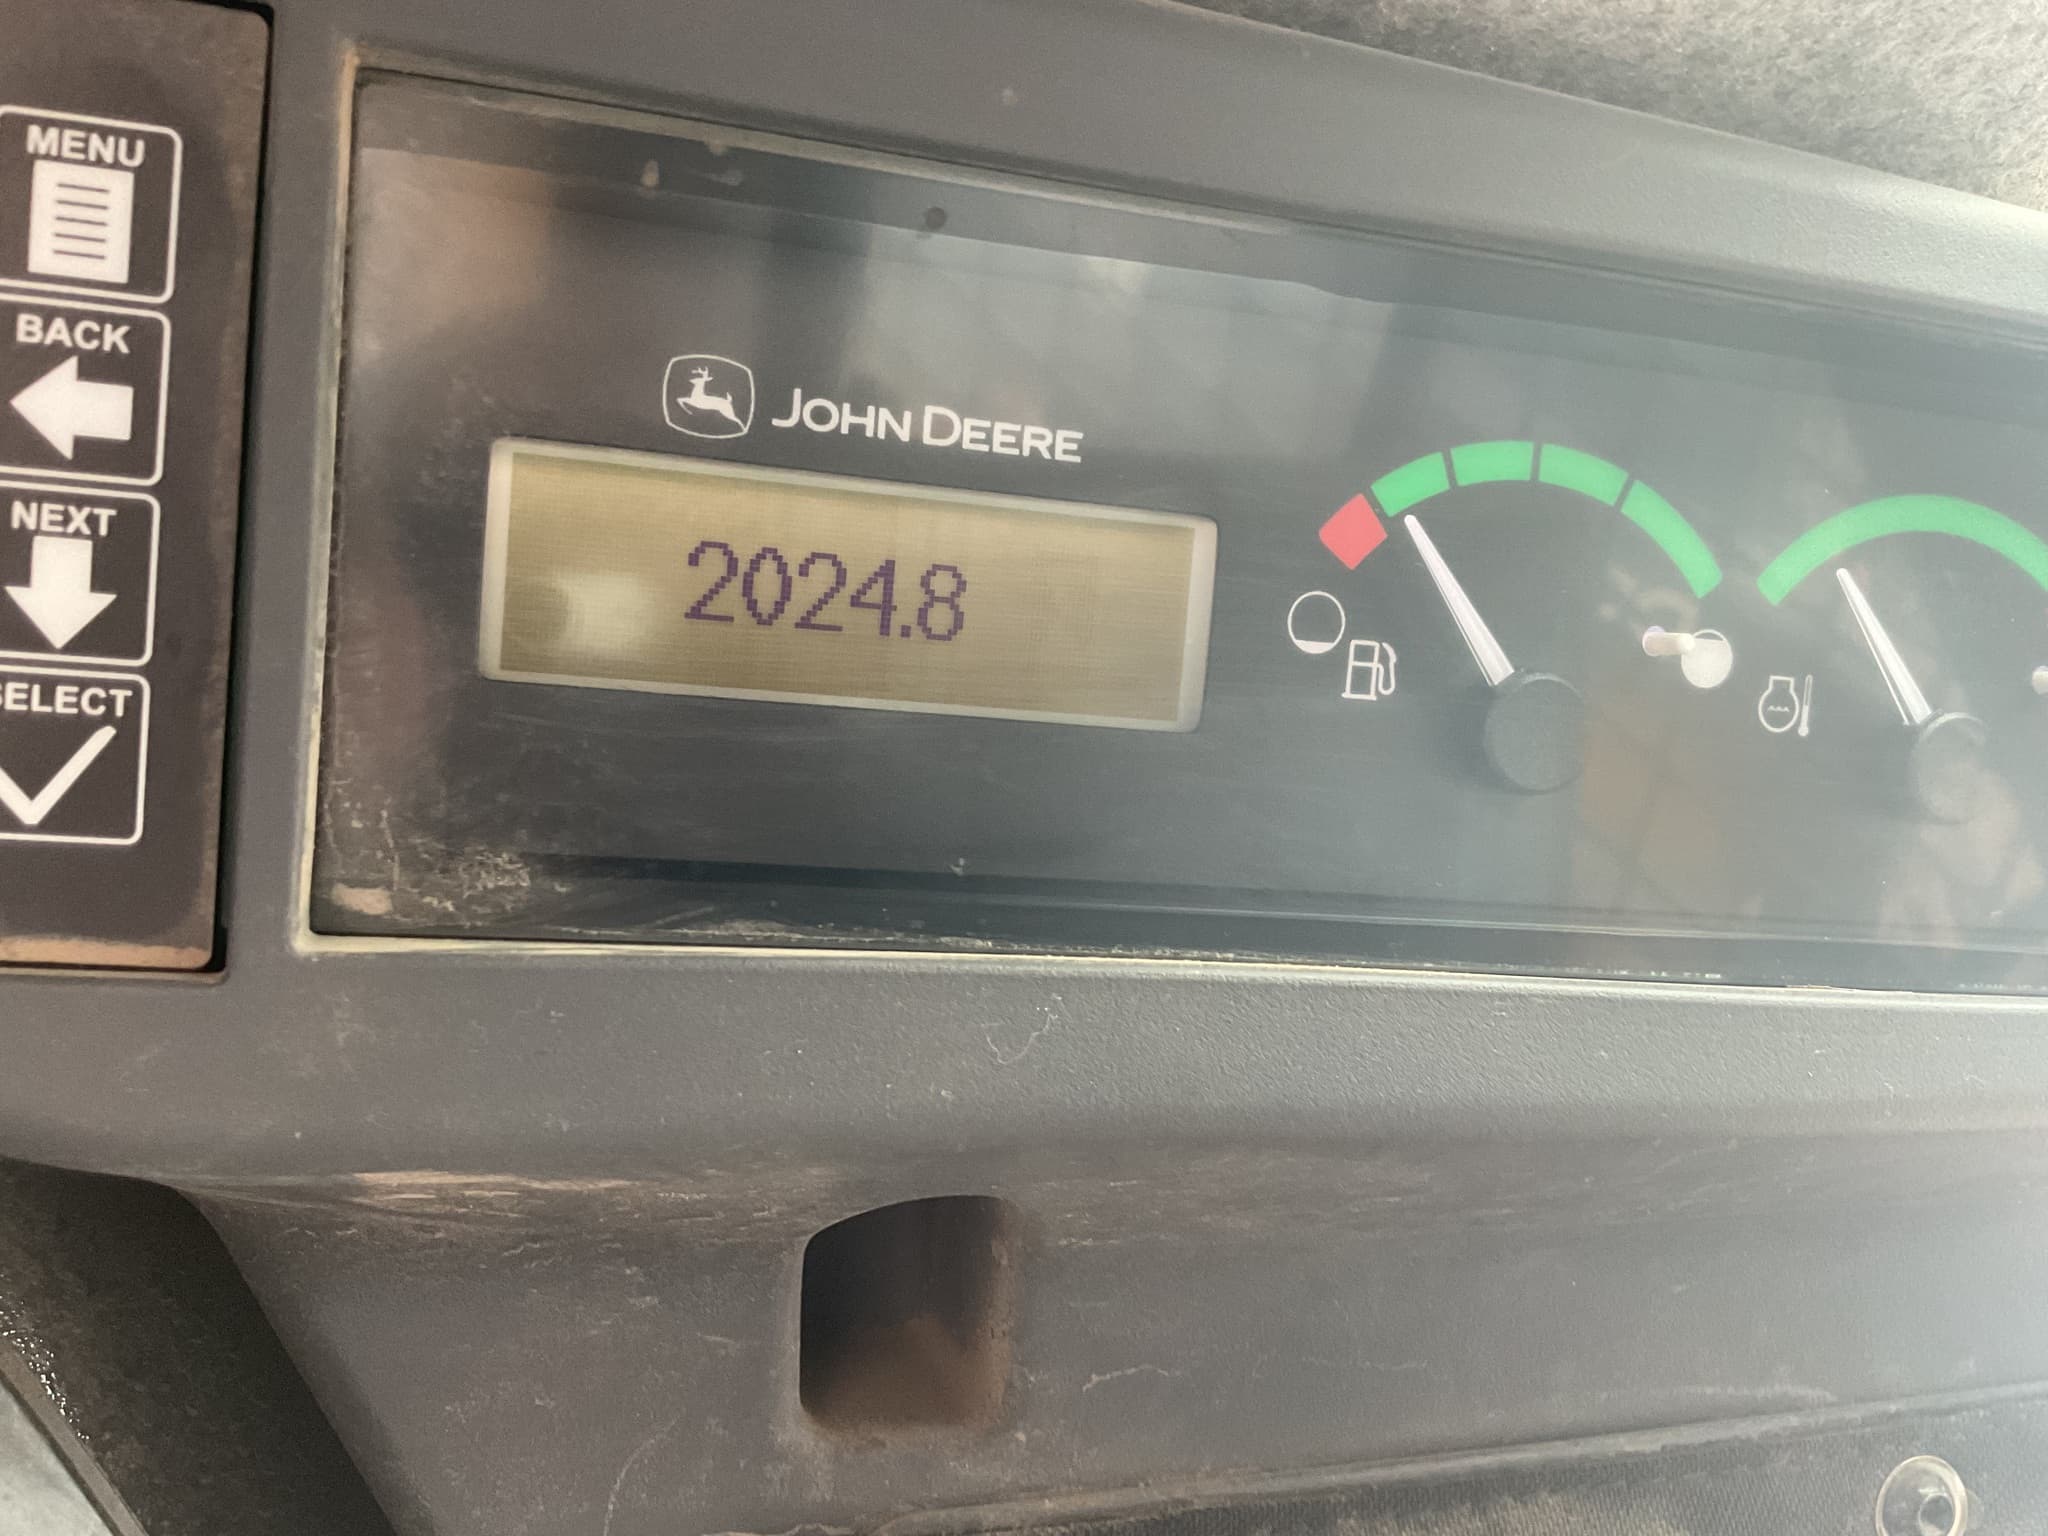 MENU
BACK
NEXT
SELECT
JOHN DEERE
2024.8